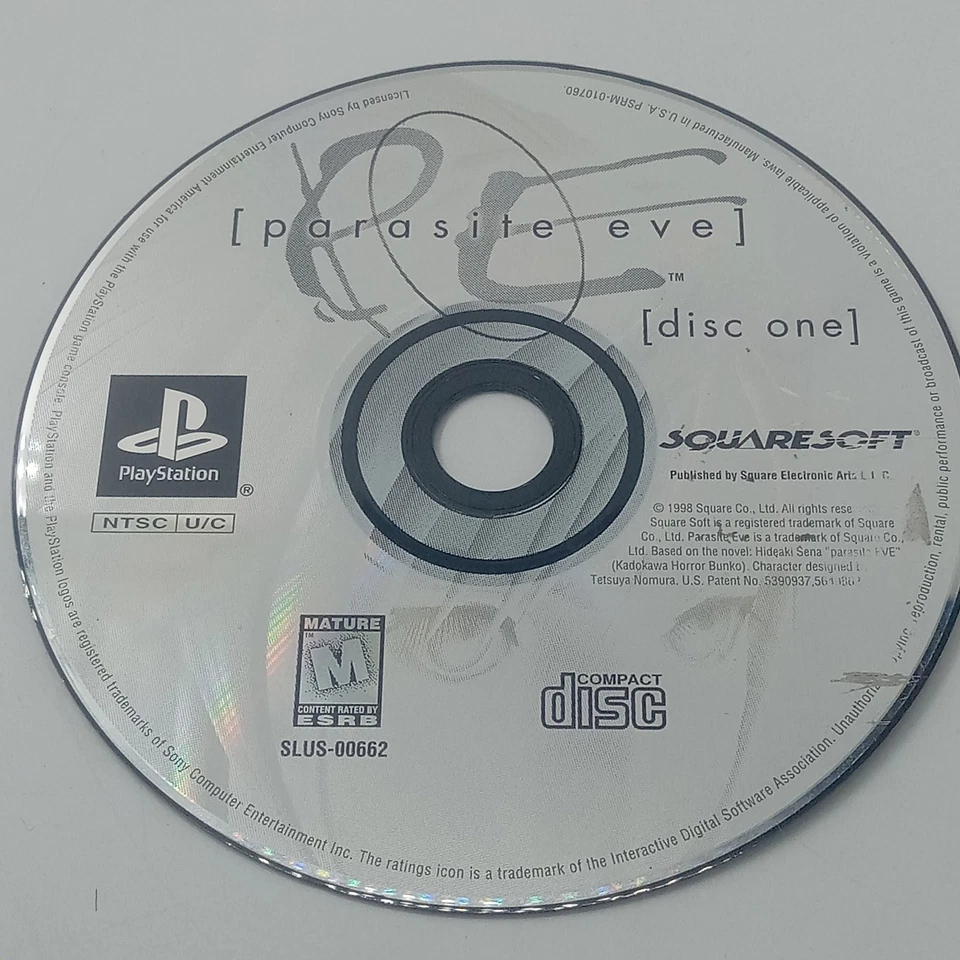 Licensed by Sony Computer Entertainment America for use with the PlayStation game console. PlayStation and the PlayStation logos are registered trademarks of Sony Computer Entertainment Inc. The ratings icon is a trademark of the Interactive Digital Software Association. Unauthorized reproduction, rental, public performance or broadcast of this game is a violation of applicable laws. Manufactured in U.S.A. PSRM-010760.
PE
[parasite eve]
TM
[disc one]
PlayStation
®
NTSC U/C
SQUARESOFT®
Published by Square Electronic Arts L.L.C.
© 1998 Square Co., Ltd. All rights
Square Soft is a registered trademark of Square
Co., Ltd. Parasite Eve is a trademark of Square Co.,
Ltd. Based on the novel: Hideaki Sena "parasite EVE"
(Kadokawa Horror Bunko). Character designed
Tetsuya Nomura. U.S. Patent No. 5390937,
MATURE
TM
M
CONTENT RATED BY
ESRB
SLUS-00662
COMPACT
disc